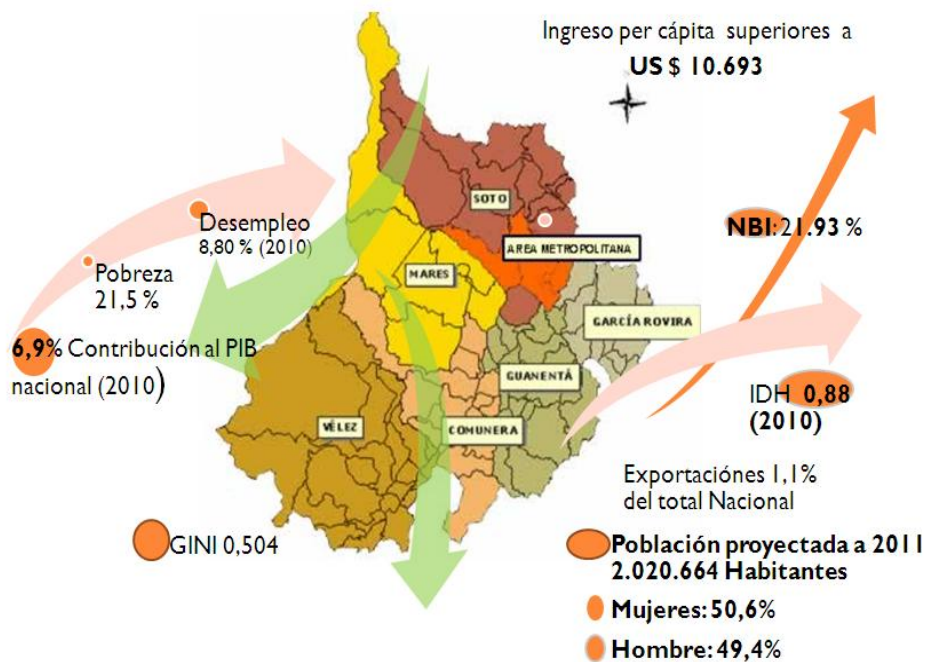 Ingreso per cápita superiores a
US $ 10.693
SOTO
Desempleo
8,80 % (2010)
NBI: 21.93 %
AREA METROPOLITANA
MARES
Pobreza
21,5 %
GARCÍA ROVIRA
6,9% Contribución al PIB
nacional (2010)
GUANENTÁ
IDH 0,88
(2010)
VÉLEZ
COMUNERA
Exportaciónes 1,1%
del total Nacional
GINI 0,504
Población proyectada a 2011
2.020.664 Habitantes
Mujeres: 50,6%
Hombre: 49,4%